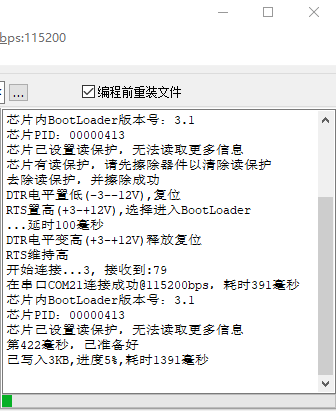 bps:115200
...
编程前重装文件
芯片内BootLoader版本号: 3.1
芯片PID: 00000413
芯片已设置读保护, 无法读取更多信息
芯片有读保护, 请先擦除器件以清除读保护
去除读保护, 并擦除成功
DTR电平置低(-3--12V),复位
RTS置高(+3-+12V),选择进入BootLoader
...延时100毫秒
DTR电平变高(+3-+12V)释放复位
RTS维持高
开始连接...3, 接收到:79
在串口COM21连接成功@115200bps, 耗时391毫秒
芯片内BootLoader版本号: 3.1
芯片PID: 00000413
芯片已设置读保护, 无法读取更多信息
第422毫秒, 已准备好
已写入3KB,进度5%,耗时1391毫秒